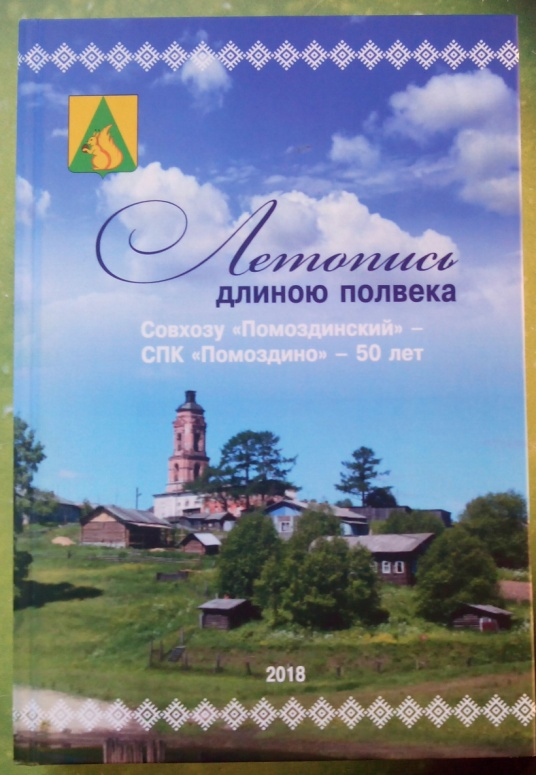 Летопись
длиною полвека
Совхозу «Помоздинский» –
СПК «Помоздино» – 50 лет
2018